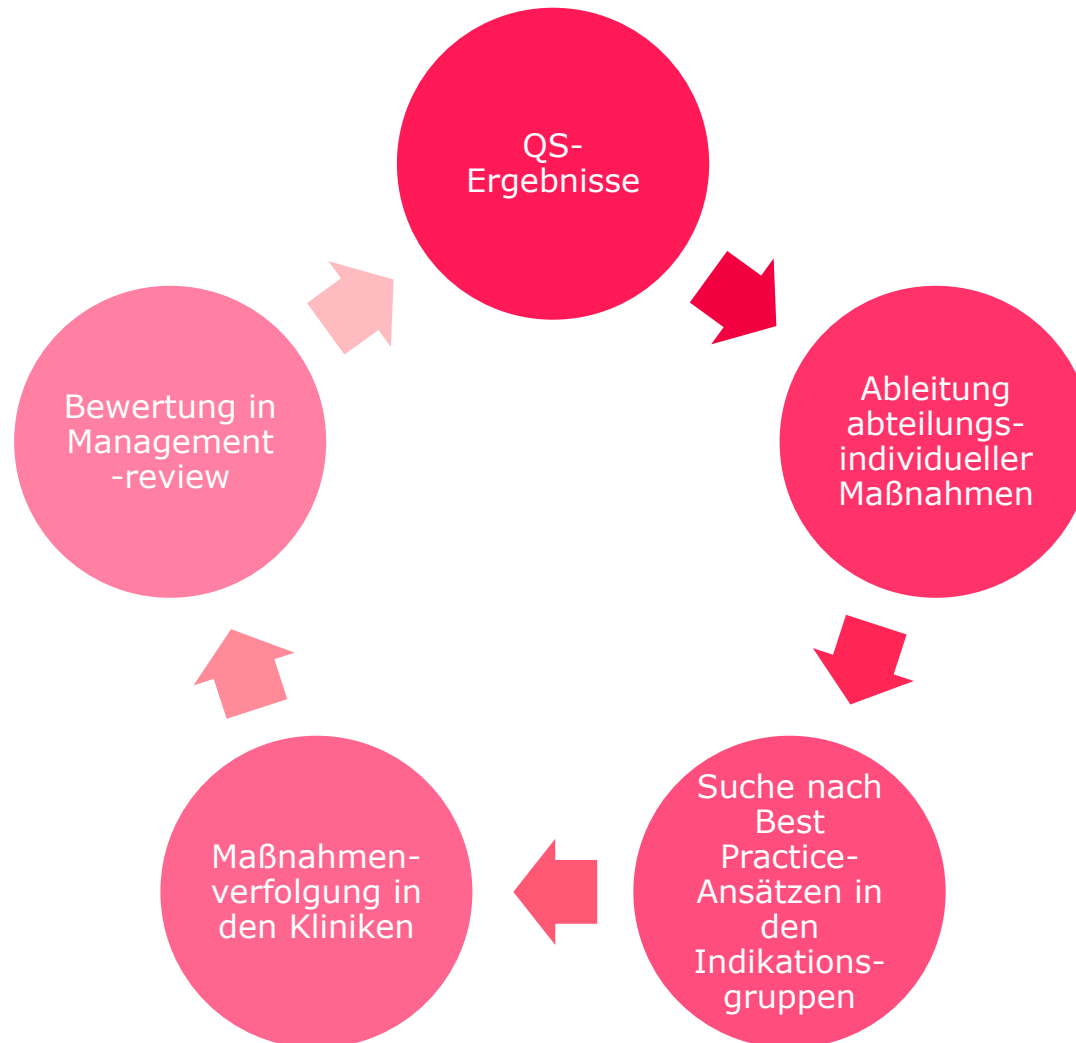 QS-
Ergebnisse
Ableitung
abteilungs-
individueller
Maßnahmen
Suche nach
Best
Practice-
Ansätzen in
den
Indikations-
gruppen
Maßnahmen-
verfolgung in
den Kliniken
Bewertung in
Management
-review